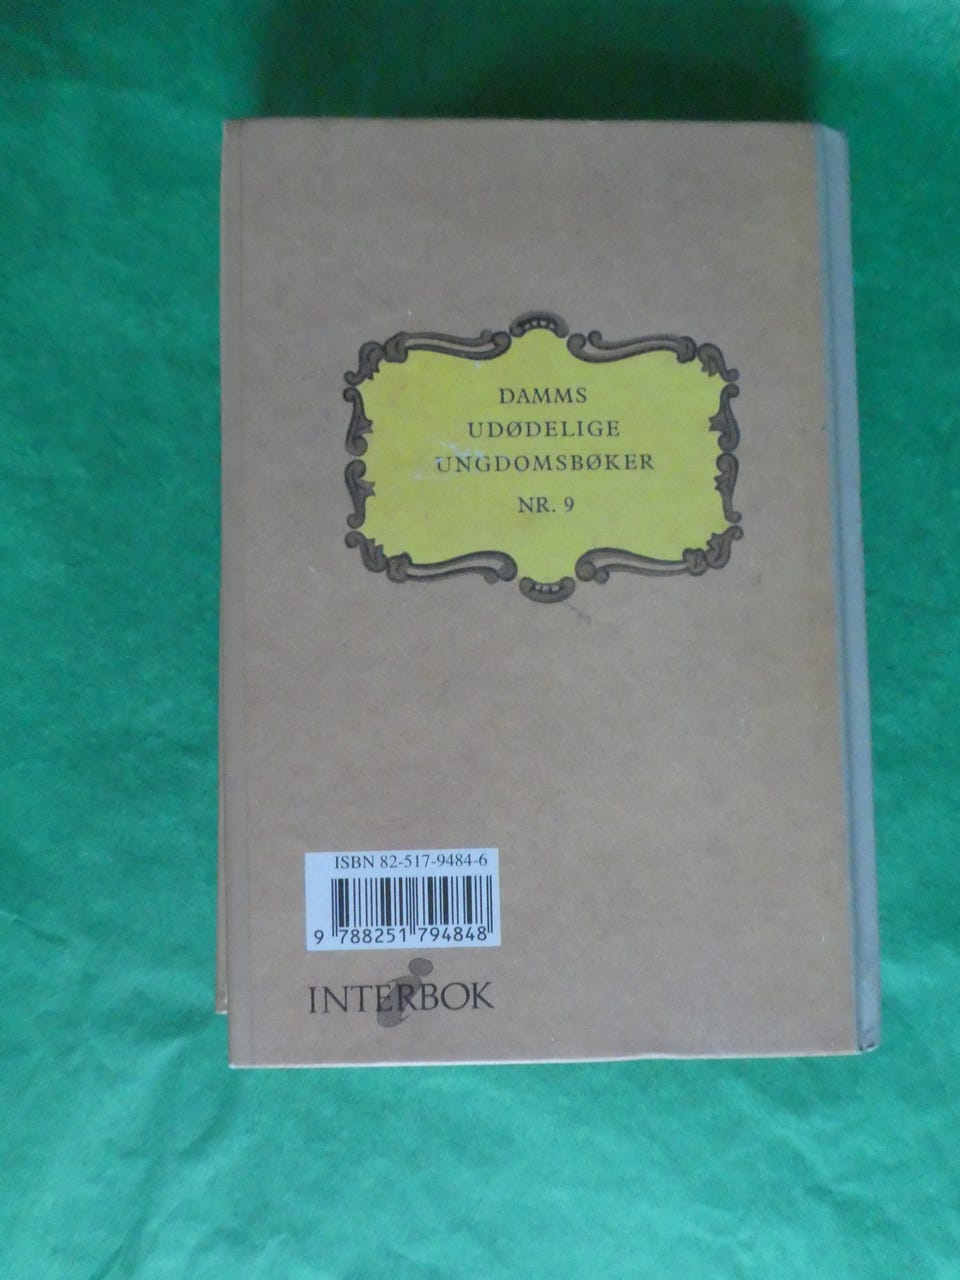 DAMMS
UDØDELIGE
UNGDOMSBØKER
NR. 9
ISBN 82-517-9484-6
9 788251 794848
INTERBOK